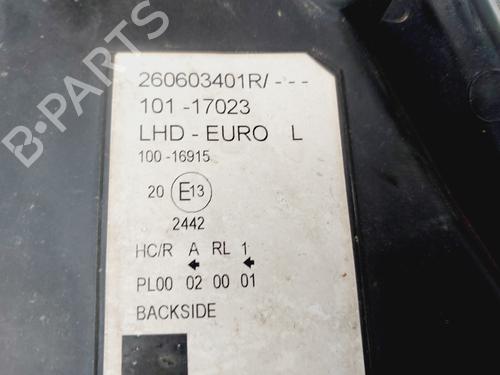 260603401R/ - - -
101 -17023
LHD - EURO L
100 -16915
20 E13
2442
HC/R A RL 1
PL00 02 00 01
BACKSIDE
B-PARTS